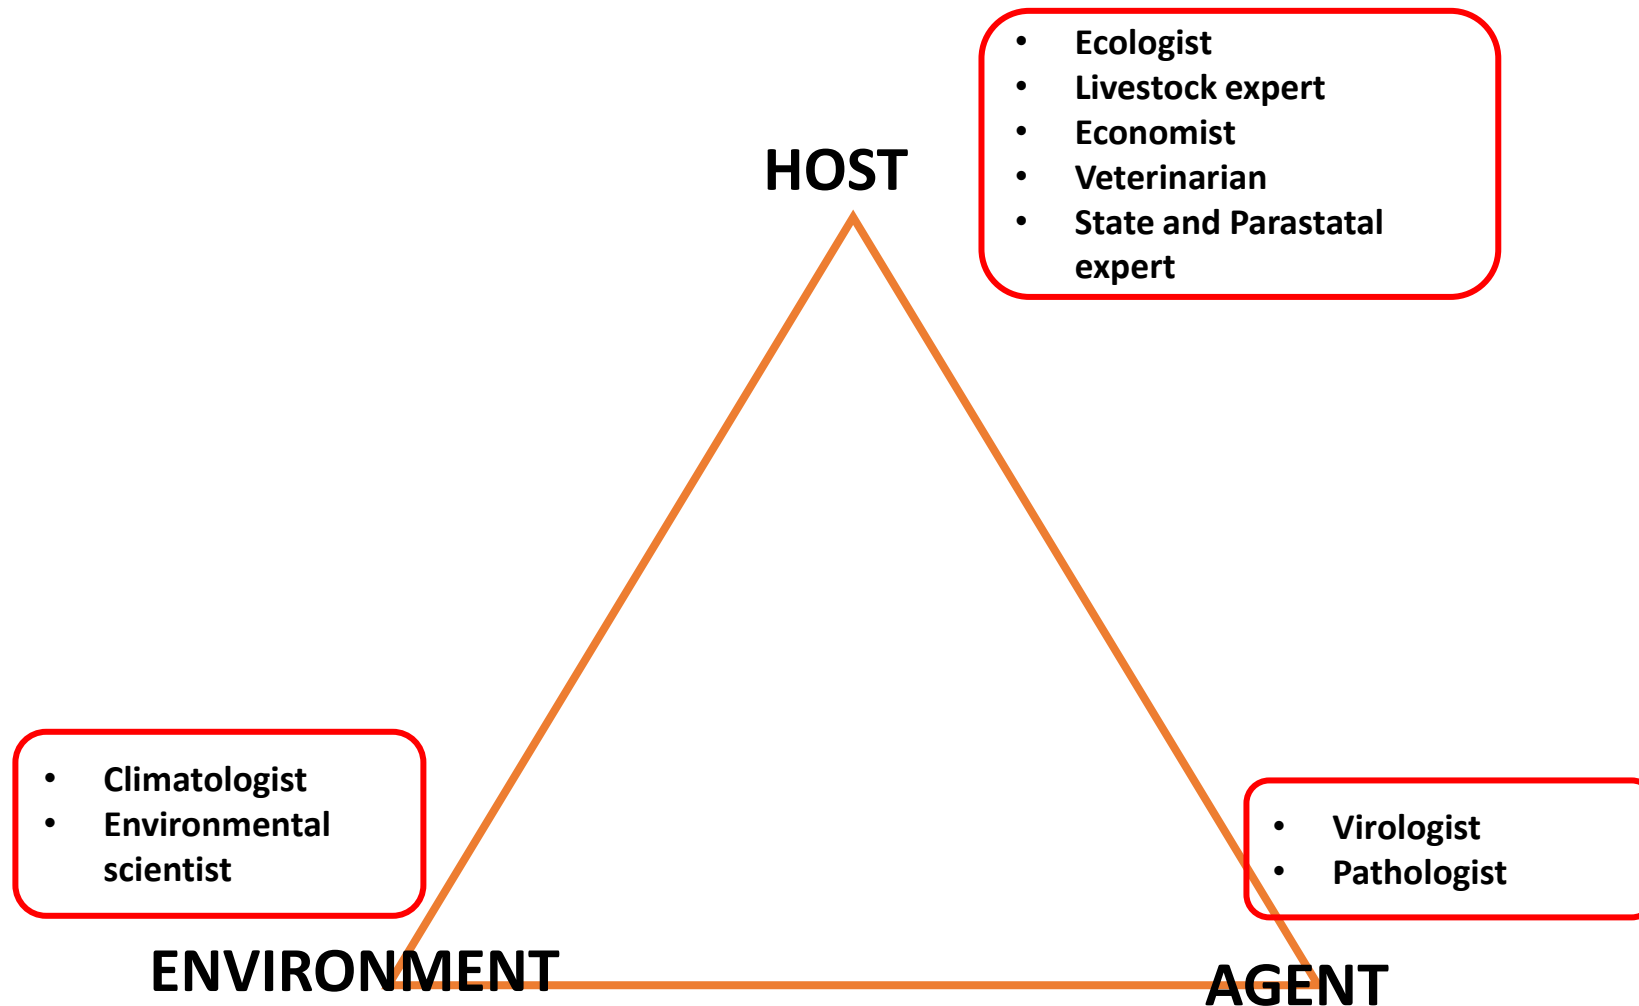 • Ecologist
• Livestock expert
• Economist
• Veterinarian
• State and Parastatal
expert
HOST
• Climatologist
• Environmental
scientist
ENVIRONMENT
• Virologist
• Pathologist
AGENT